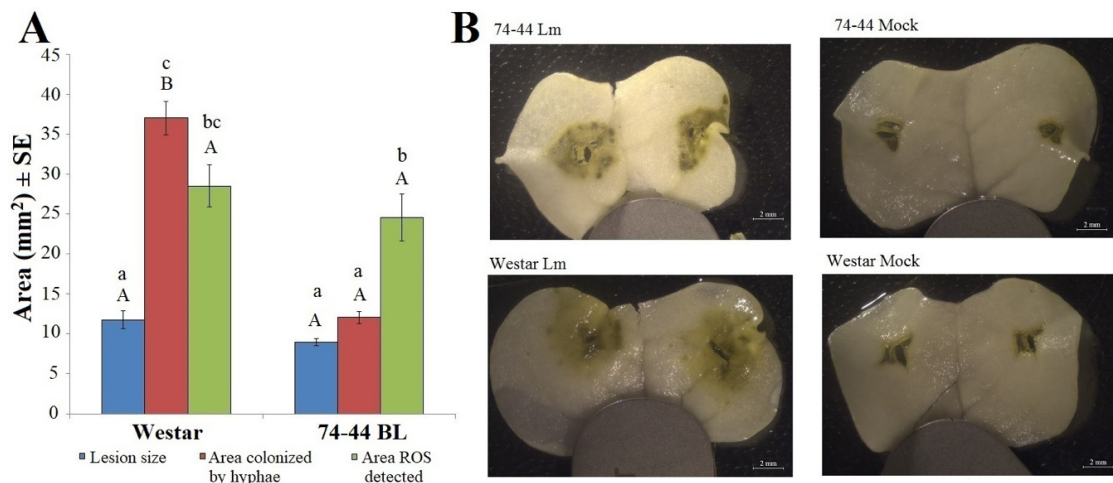 A
Area (mm²) ± SE
45
40
35
30
25
20
15
10
5
0
a
A
c
B
bc
A
a
A
a
A
b
A
Westar
74-44 BL
Lesion size
Area colonized
by hyphae
Area ROS
detected
B
74-44 Lm
2 mm
74-44 Mock
2 mm
Westar Lm
2 mm
Westar Mock
2 mm